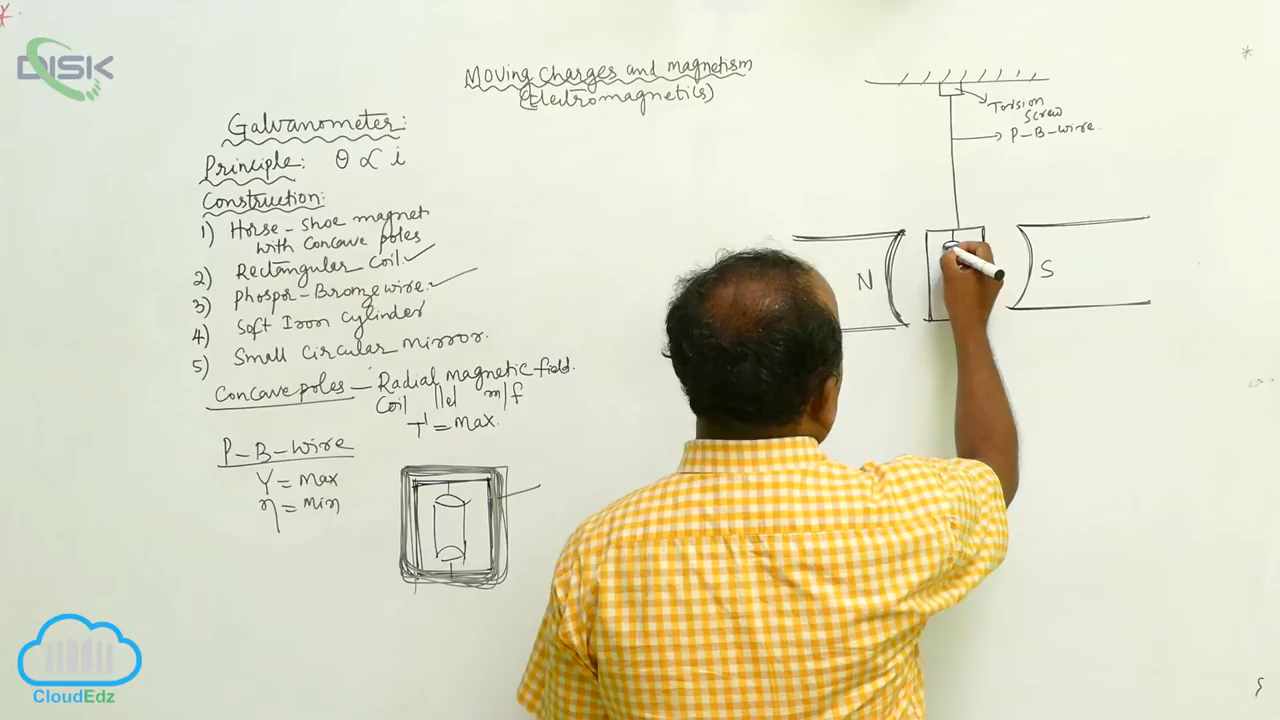 DISK
Moving Charges and magnetism
(Electromagnetics)
Galvanometer:
Principle: θ ∝ i
Construction:
1) Horse-Shoe magnet
with Concave poles
2) Rectangular coil
3) phospor-Bronze wire
4) Soft Iron Cylinder
5) Small Circular mirror.
Concave poles – Radial magnetic field.
Coil ||el m/f
T = Max.
P-B-Wire
Y = Max
η = Min
Torsion
Screw
P-B-wire.
N
S
CloudEdz